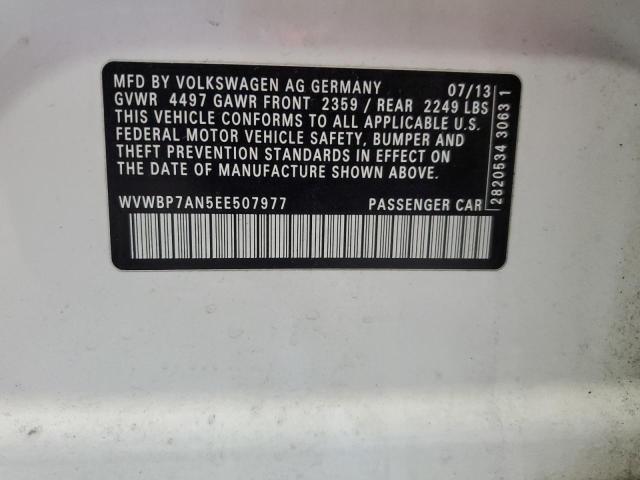 MFD BY VOLKSWAGEN AG GERMANY 07/13
GVWR 4497 GAWR FRONT 2359 / REAR 2249 LBS
THIS VEHICLE CONFORMS TO ALL APPLICABLE U.S.
FEDERAL MOTOR VEHICLE SAFETY, BUMPER AND
THEFT PREVENTION STANDARDS IN EFFECT ON
THE DATE OF MANUFACTURE SHOWN ABOVE.
WVWBP7AN5EE507977 PASSENGER CAR
2820534 3063 1